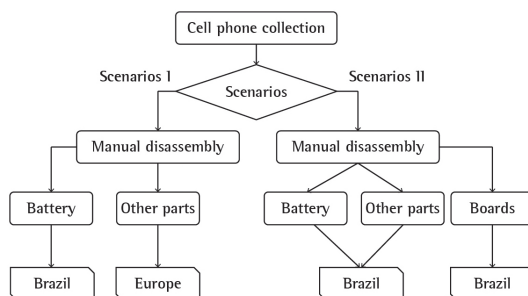 Cell phone collection
Scenarios I
Scenarios II
Scenarios
Manual disassembly
Manual disassembly
Battery
Other parts
Battery
Other parts
Boards
Brazil
Europe
Brazil
Brazil